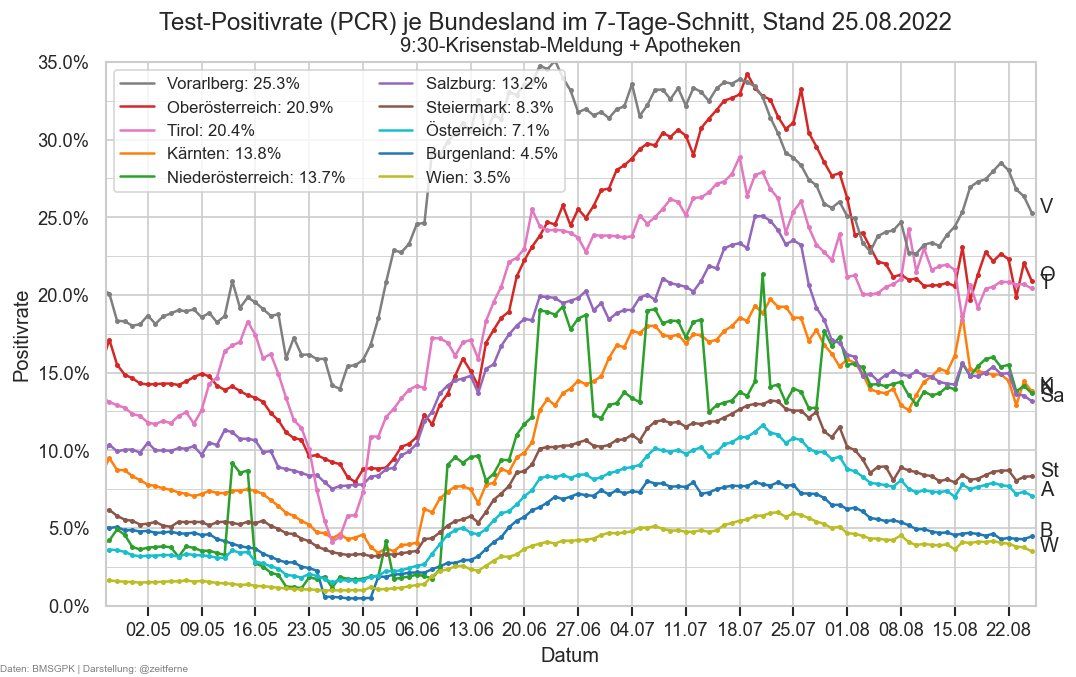 Test-Positivrate (PCR) je Bundesland im 7-Tage-Schnitt, Stand 25.08.2022
9:30-Krisenstab-Meldung + Apotheken
Positivrate
35.0%
30.0%
25.0%
20.0%
15.0%
10.0%
5.0%
0.0%
Vorarlberg: 25.3%
Oberösterreich: 20.9%
Tirol: 20.4%
Kärnten: 13.8%
Niederösterreich: 13.7%
Salzburg: 13.2%
Steiermark: 8.3%
Österreich: 7.1%
Burgenland: 4.5%
Wien: 3.5%
V
O
T
K
N
Sa
St
A
B
W
02.05 09.05 16.05 23.05 30.05 06.06 13.06 20.06 27.06 04.07 11.07 18.07 25.07 01.08 08.08 15.08 22.08
Datum
Daten: BMSGPK | Darstellung: @zeitferne